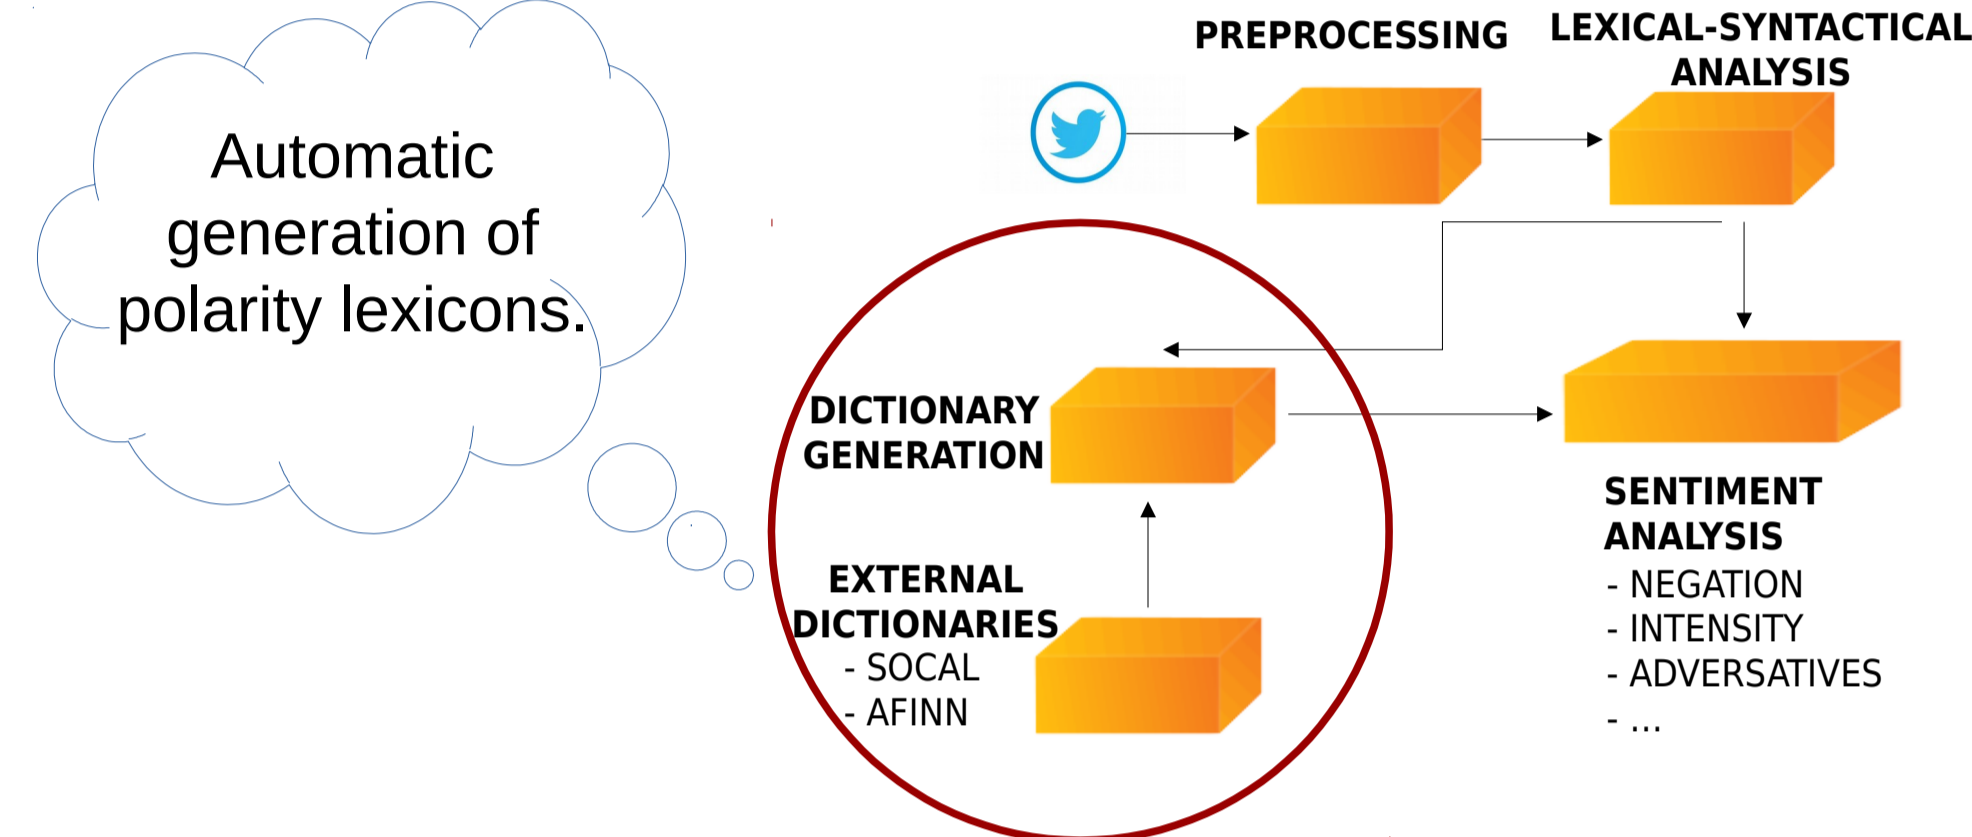 Automatic
generation of
polarity lexicons.
PREPROCESSING
LEXICAL-SYNTACTICAL
ANALYSIS
DICTIONARY
GENERATION
EXTERNAL
DICTIONARIES
- SOCAL
- AFINN
SENTIMENT
ANALYSIS
- NEGATION
- INTENSITY
- ADVERSATIVES
- ...